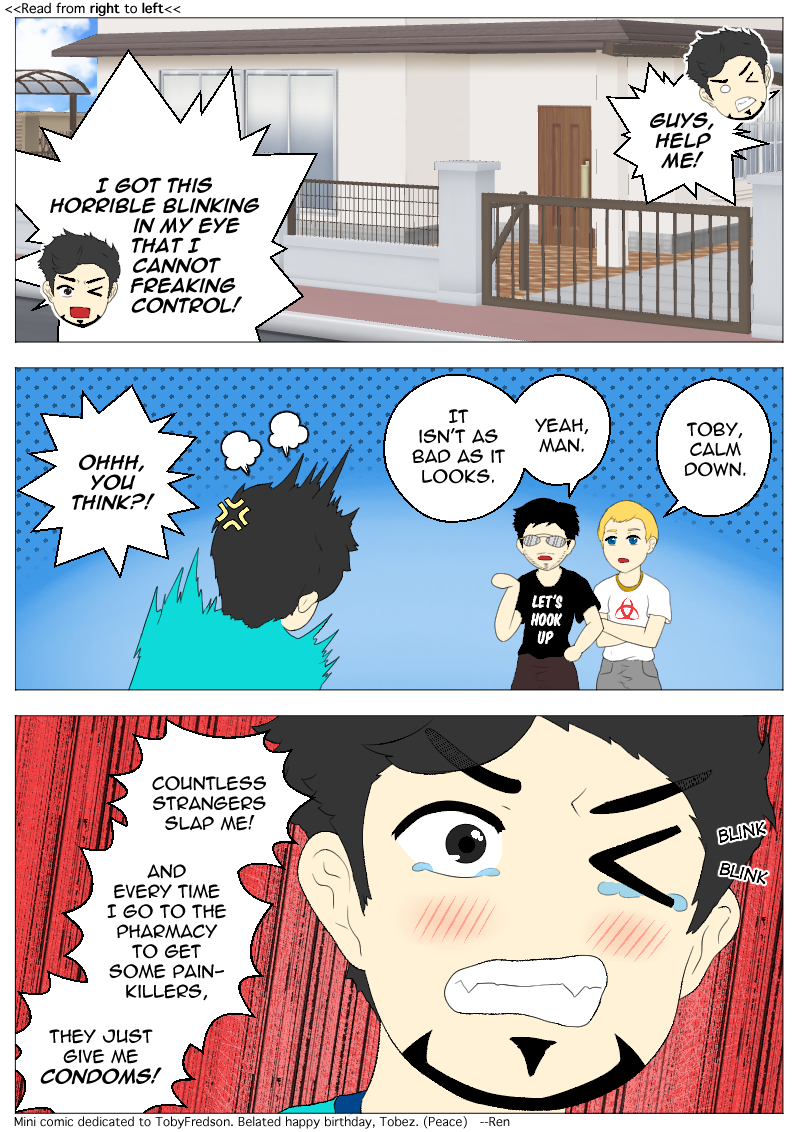 <<Read from right to left<<
GUYS,
HELP
ME!
I GOT THIS
HORRIBLE BLINKING
IN MY EYE
THAT I
CANNOT
FREAKING
CONTROL!
TOBY,
CALM
DOWN.
YEAH,
MAN.
IT
ISN'T AS
BAD AS IT
LOOKS.
LET'S
HOOK
UP
OHHH,
YOU
THINK?!
BLINK
BLINK
COUNTLESS
STRANGERS
SLAP ME!
AND
EVERY TIME
I GO TO THE
PHARMACY
TO GET
SOME PAIN-
KILLERS,
THEY JUST
GIVE ME
CONDOMS!
Mini comic dedicated to TobyFredson. Belated happy birthday, Tobez. (Peace) --Ren